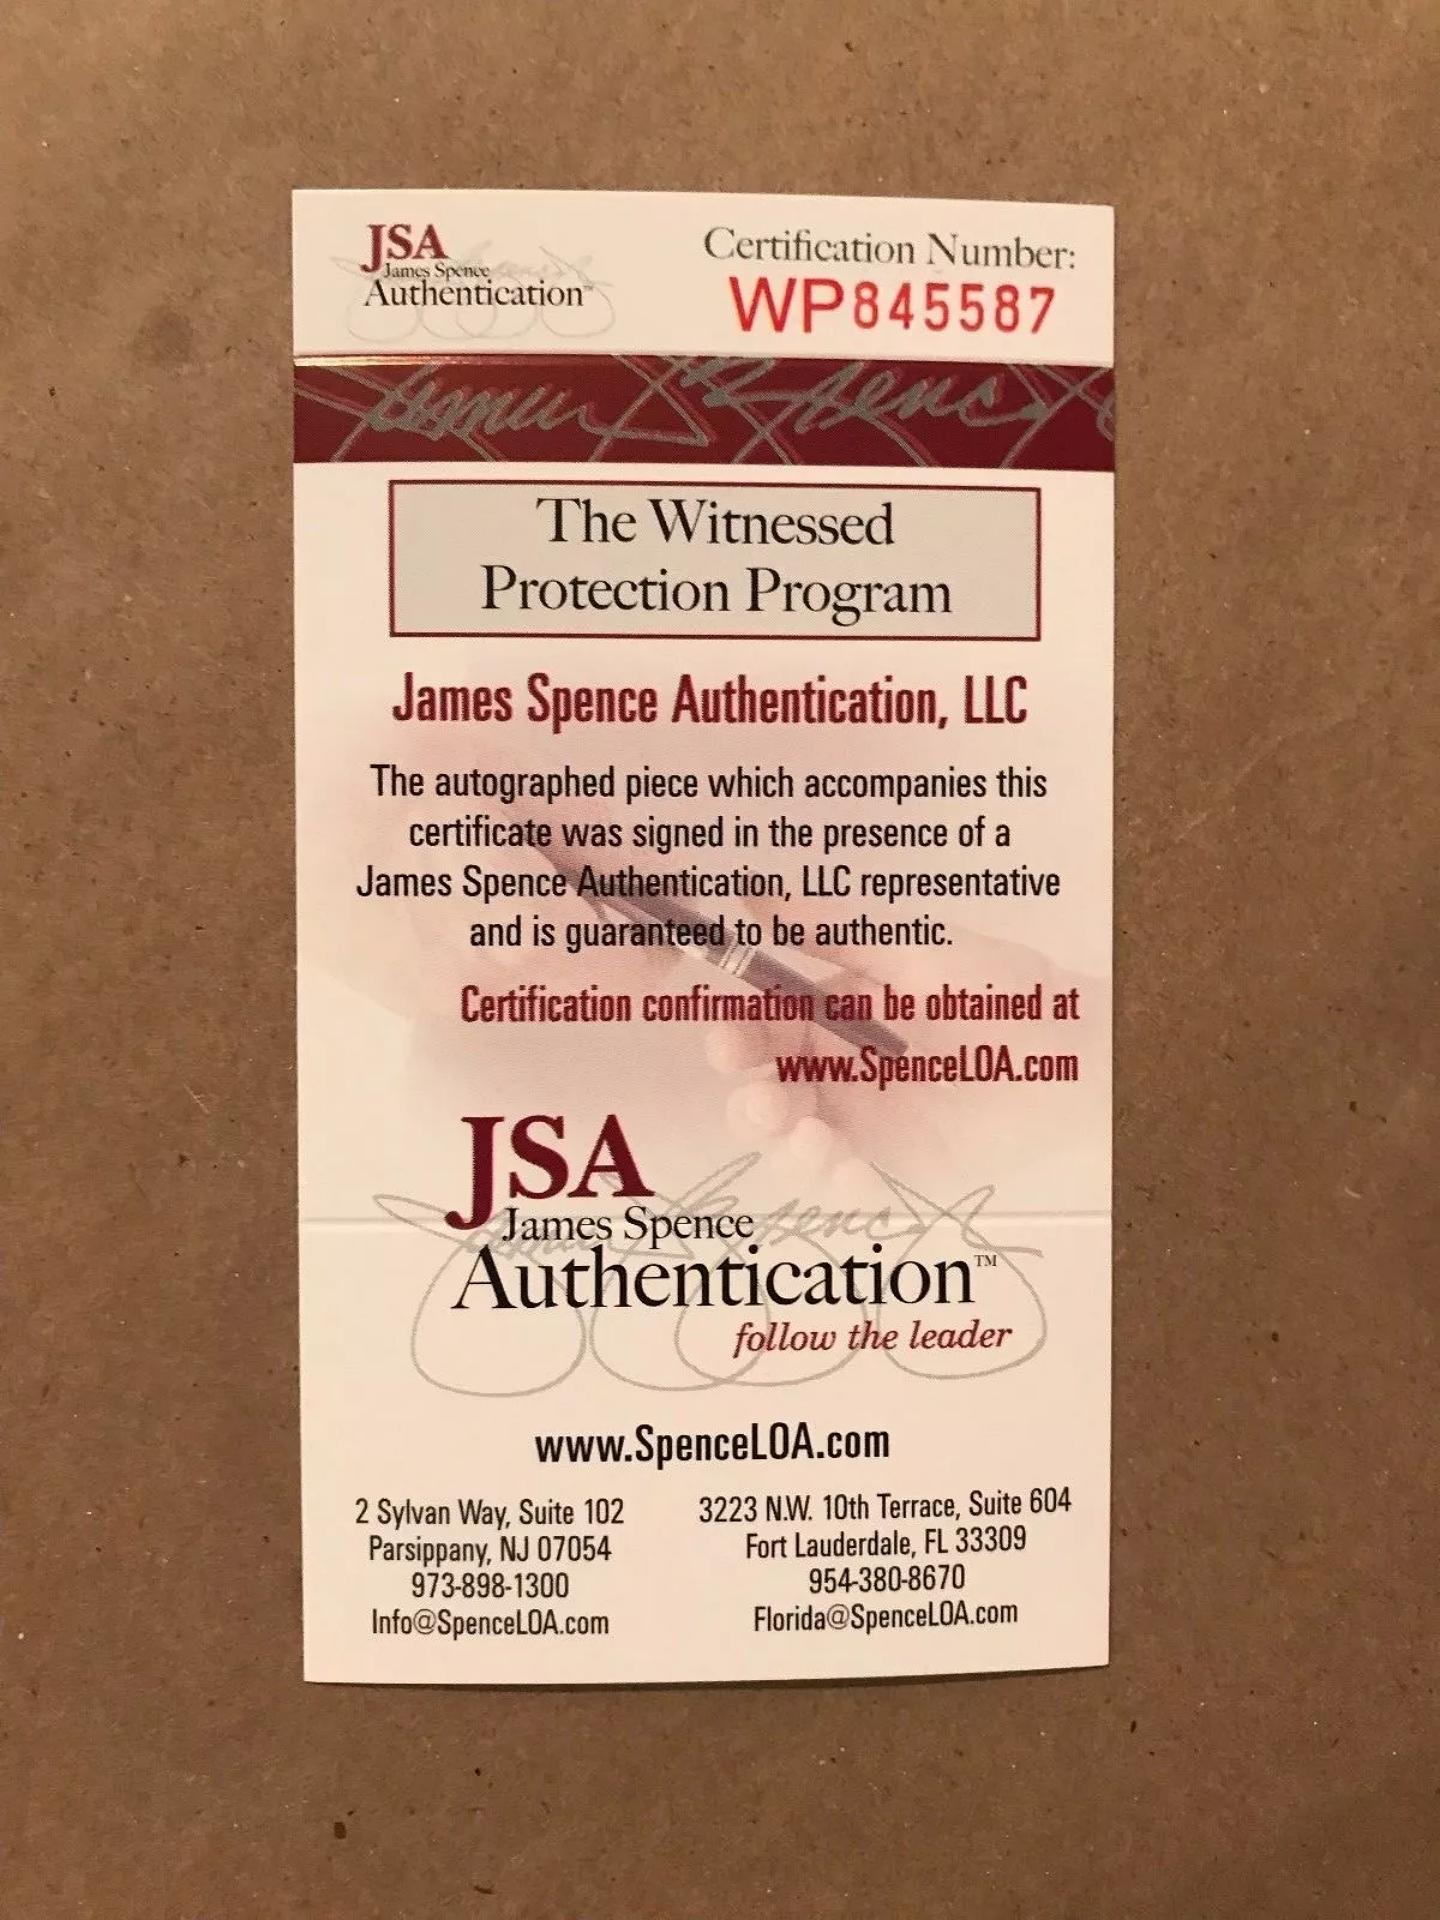 JSA
James Spence
Authentication™
Certification Number:
WP845587
James Spence
The Witnessed
Protection Program
James Spence Authentication, LLC
The autographed piece which accompanies this
certificate was signed in the presence of a
James Spence Authentication, LLC representative
and is guaranteed to be authentic.
Certification confirmation can be obtained at
www.SpenceLOA.com
JSA
James Spence
Authentication™
follow the leader
www.SpenceLOA.com
2 Sylvan Way, Suite 102
Parsippany, NJ 07054
973-898-1300
Info@SpenceLOA.com
3223 N.W. 10th Terrace, Suite 604
Fort Lauderdale, FL 33309
954-380-8670
Florida@SpenceLOA.com